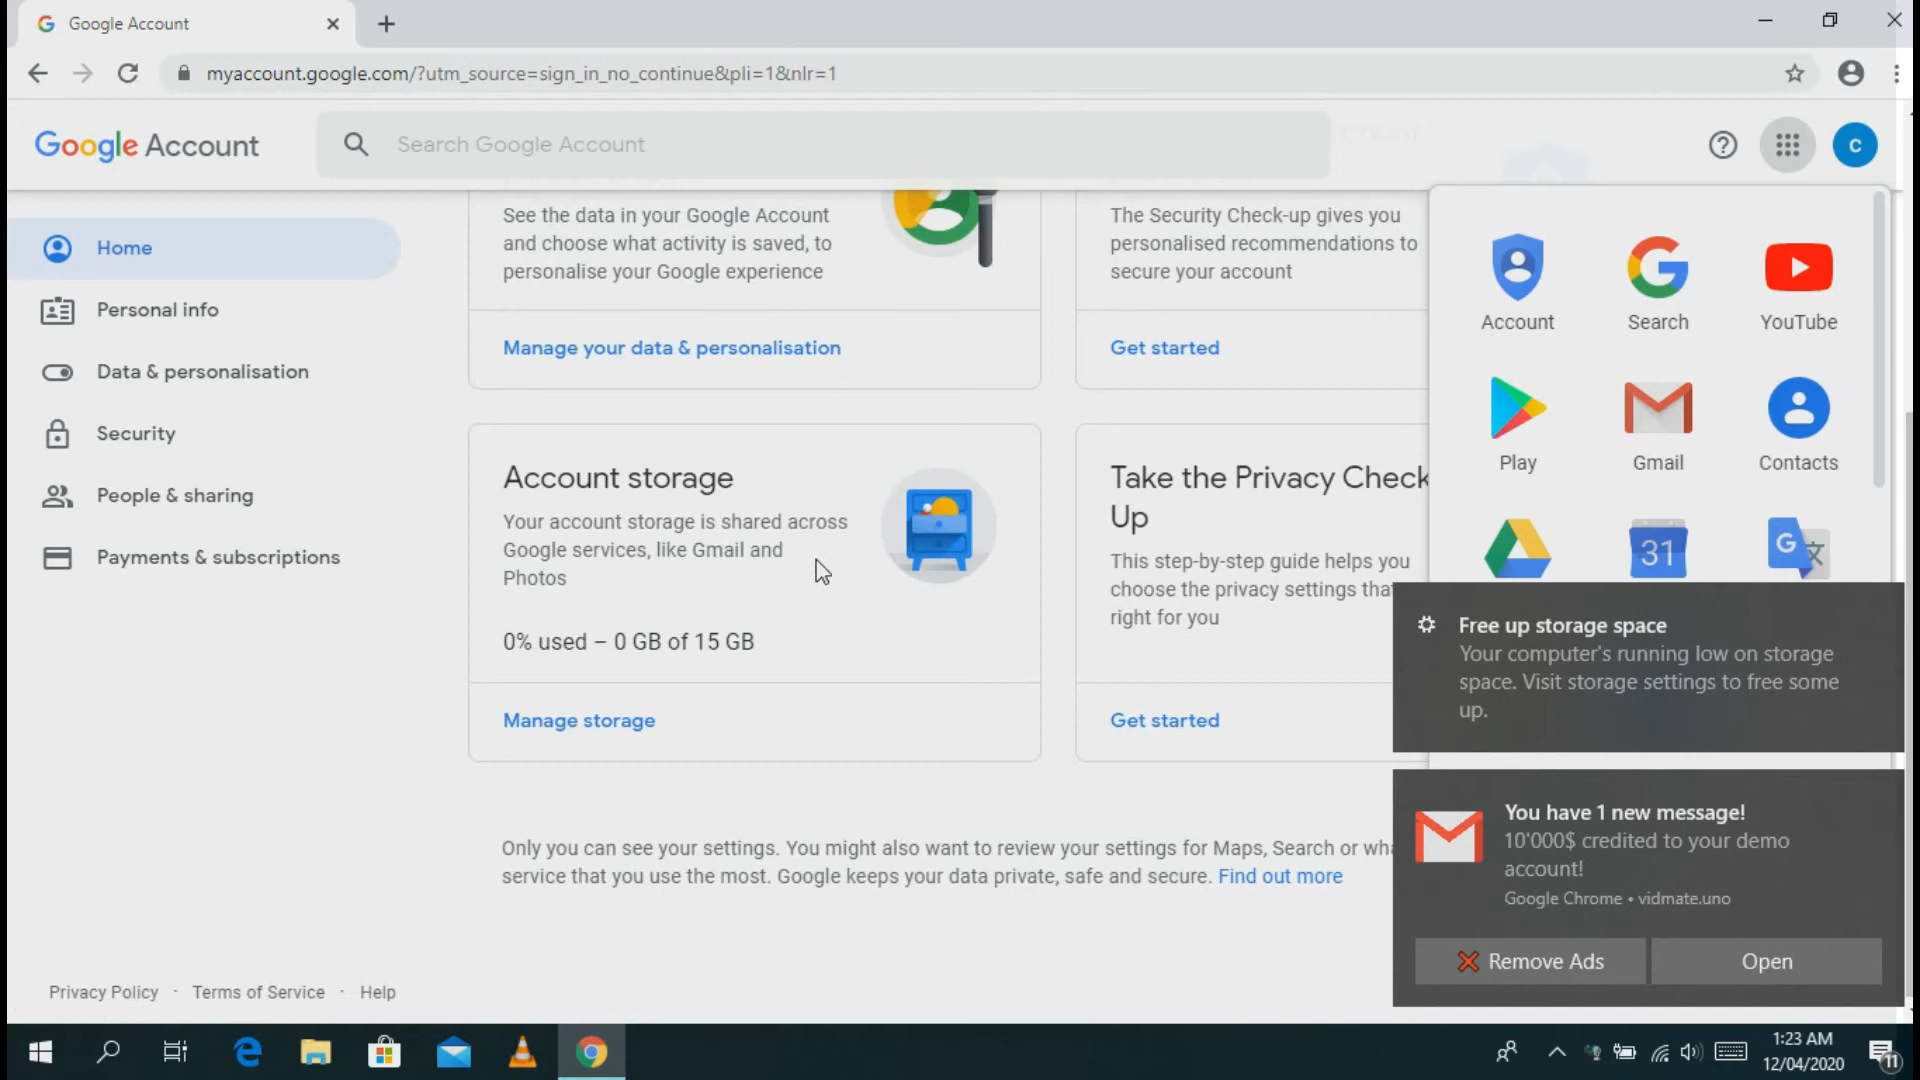 Google Account
myaccount.google.com/?utm_source=sign_in_no_continue&pli=1&nlr=1
Google Account
Search Google Account
C
Home
Personal info
Data & personalisation
Security
People & sharing
Payments & subscriptions
See the data in your Google Account
and choose what activity is saved, to
personalise your Google experience
Manage your data & personalisation
The Security Check-up gives you
personalised recommendations to
secure your account
Get started
Account storage
Your account storage is shared across
Google services, like Gmail and
Photos
0% used – 0 GB of 15 GB
Manage storage
Take the Privacy Check
Up
This step-by-step guide helps you
choose the privacy settings tha
right for you
Get started
Account
Search
YouTube
Play
Gmail
Contacts
31
G
Free up storage space
Your computer's running low on storage
space. Visit storage settings to free some
up.
You have 1 new message!
10'000$ credited to your demo
account!
Google Chrome • vidmate.uno
Remove Ads
Open
Only you can see your settings. You might also want to review your settings for Maps, Search or wh
service that you use the most. Google keeps your data private, safe and secure. Find out more
Privacy Policy · Terms of Service · Help
1:23 AM
12/04/2020
11